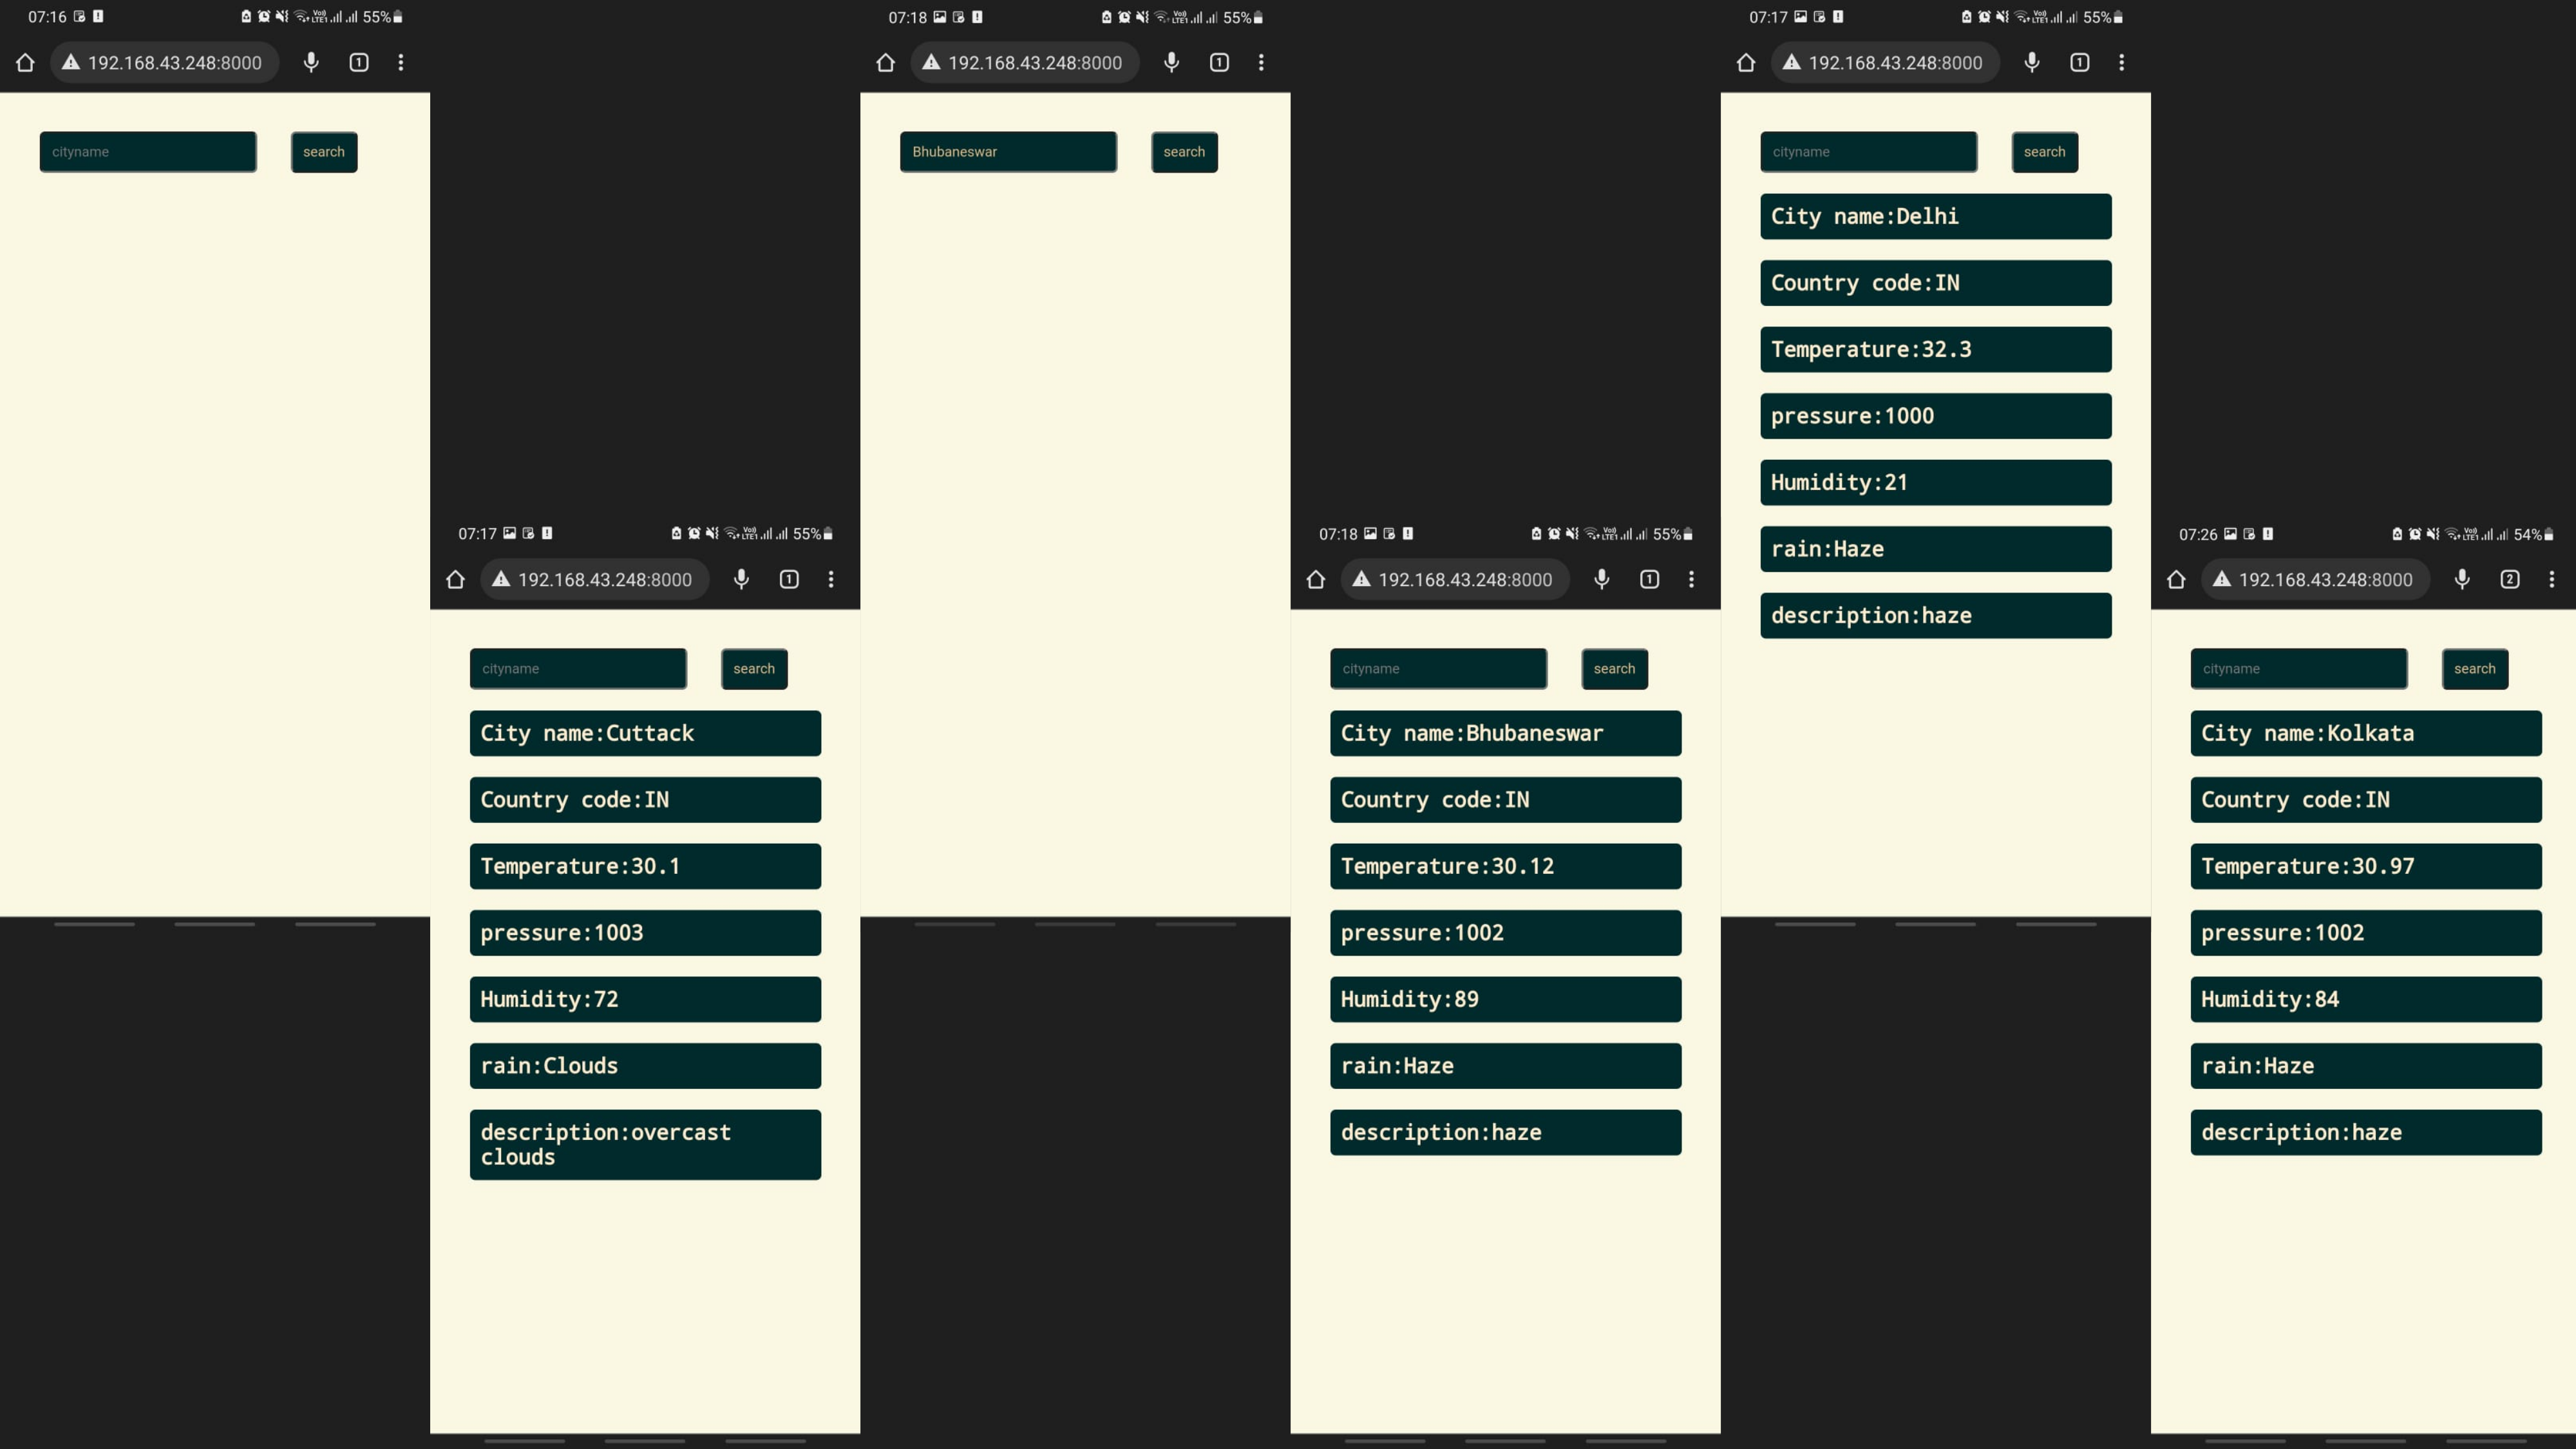 07:16
55%
192.168.43.248:8000
cityname
search
07:17
55%
192.168.43.248:8000
cityname
search
City name:Cuttack
Country code:IN
Temperature:30.1
pressure:1003
Humidity:72
rain:Clouds
description:overcast
clouds
07:18
55%
192.168.43.248:8000
Bhubaneswar
search
07:18
55%
192.168.43.248:8000
cityname
search
City name:Bhubaneswar
Country code:IN
Temperature:30.12
pressure:1002
Humidity:89
rain:Haze
description:haze
07:17
55%
192.168.43.248:8000
cityname
search
City name:Delhi
Country code:IN
Temperature:32.3
pressure:1000
Humidity:21
rain:Haze
description:haze
07:26
54%
192.168.43.248:8000
2
cityname
search
City name:Kolkata
Country code:IN
Temperature:30.97
pressure:1002
Humidity:84
rain:Haze
description:haze